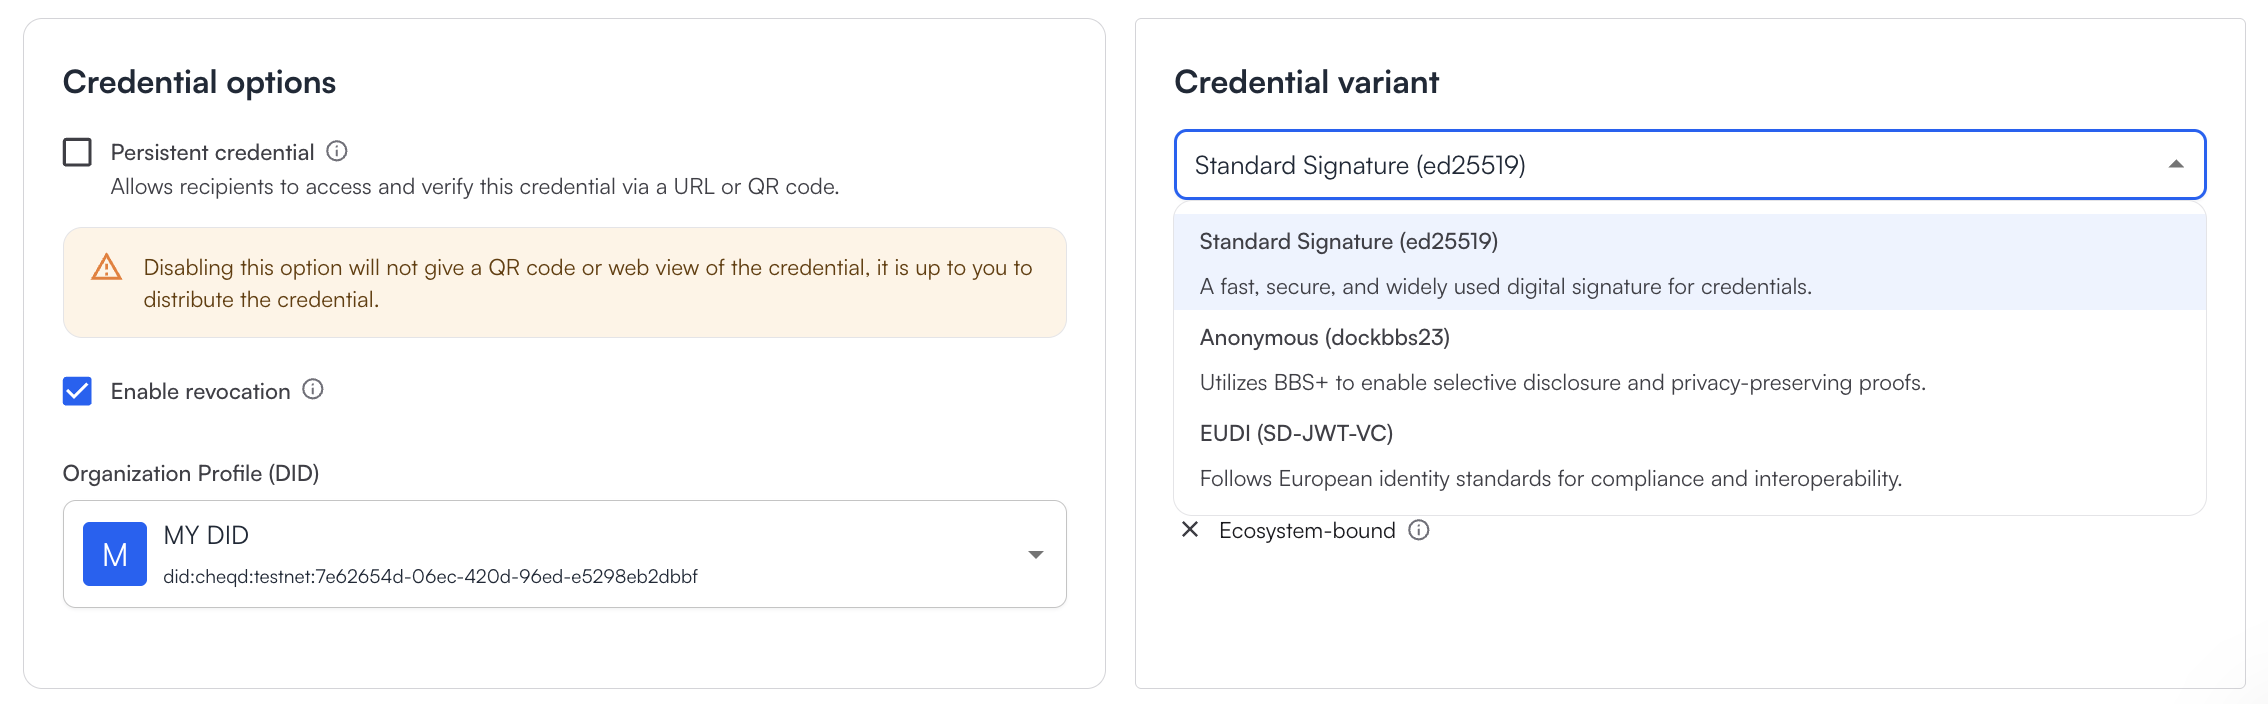 Credential options
Persistent credential
Allows recipients to access and verify this credential via a URL or QR code.
Disabling this option will not give a QR code or web view of the credential, it is up to you to
distribute the credential.
Enable revocation
Organization Profile (DID)
M
MY DID
did:cheqd:testnet:7e62654d-06ec-420d-96ed-e5298eb2dbbf
Credential variant
Standard Signature (ed25519)
Standard Signature (ed25519)
A fast, secure, and widely used digital signature for credentials.
Anonymous (dockbbs23)
Utilizes BBS+ to enable selective disclosure and privacy-preserving proofs.
EUDI (SD-JWT-VC)
Follows European identity standards for compliance and interoperability.
Ecosystem-bound